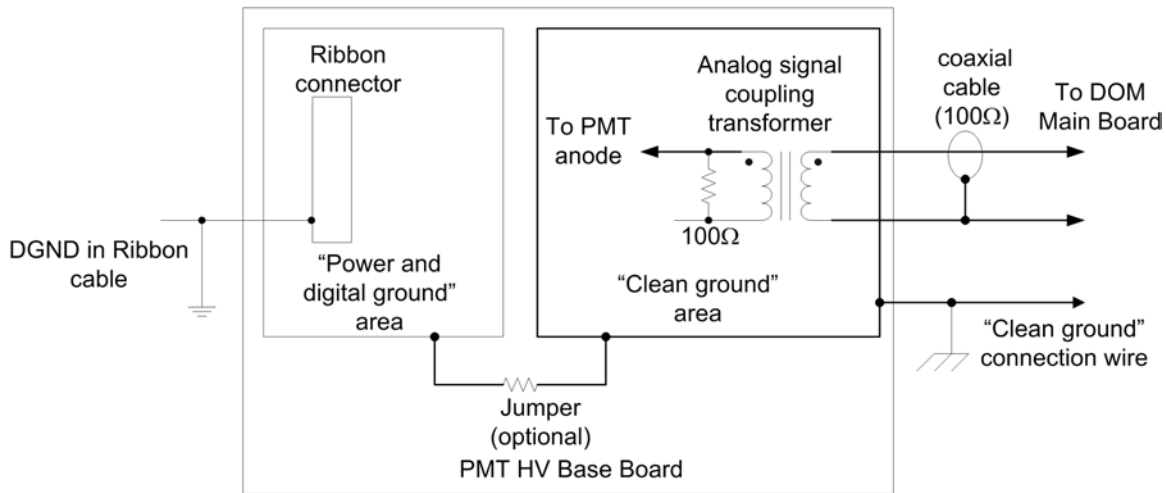 Ribbon
connector
DGND in Ribbon
cable
“Power and
digital ground”
area
Analog signal
coupling
transformer
To PMT
anode
100Ω
“Clean ground”
area
coaxial
cable
(100Ω)
To DOM
Main Board
“Clean ground”
connection wire
Jumper
(optional)
PMT HV Base Board